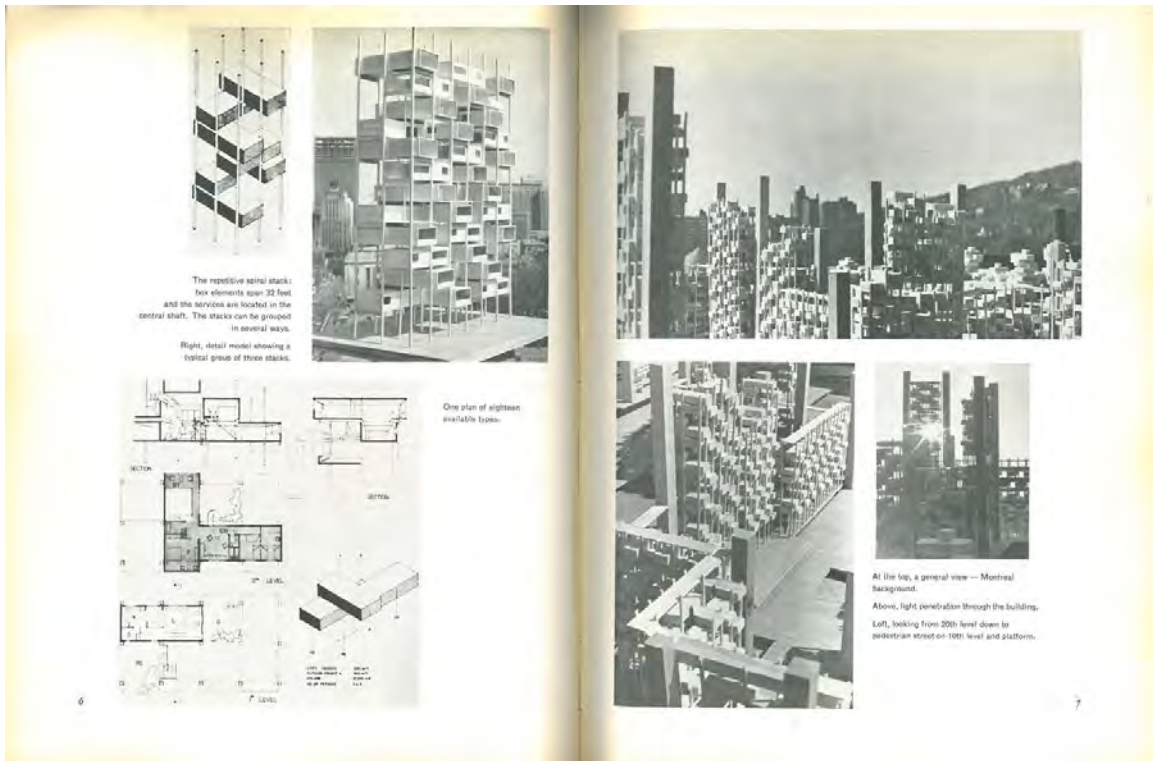 The repetitive spiral stack:
box elements span 32 feet
and the services are located in the
central shaft. The stacks can be grouped
in several ways.
Right, detail model showing a
typical group of three stacks.
One plan of eighteen
available types.
SECTION
SECTION
LEVEL
LEVEL
6
At the top, a general view — Montreal
background.
Above, light penetration through the building.
Left, looking from 20th level down to
pedestrian street on 10th level and platform.
7